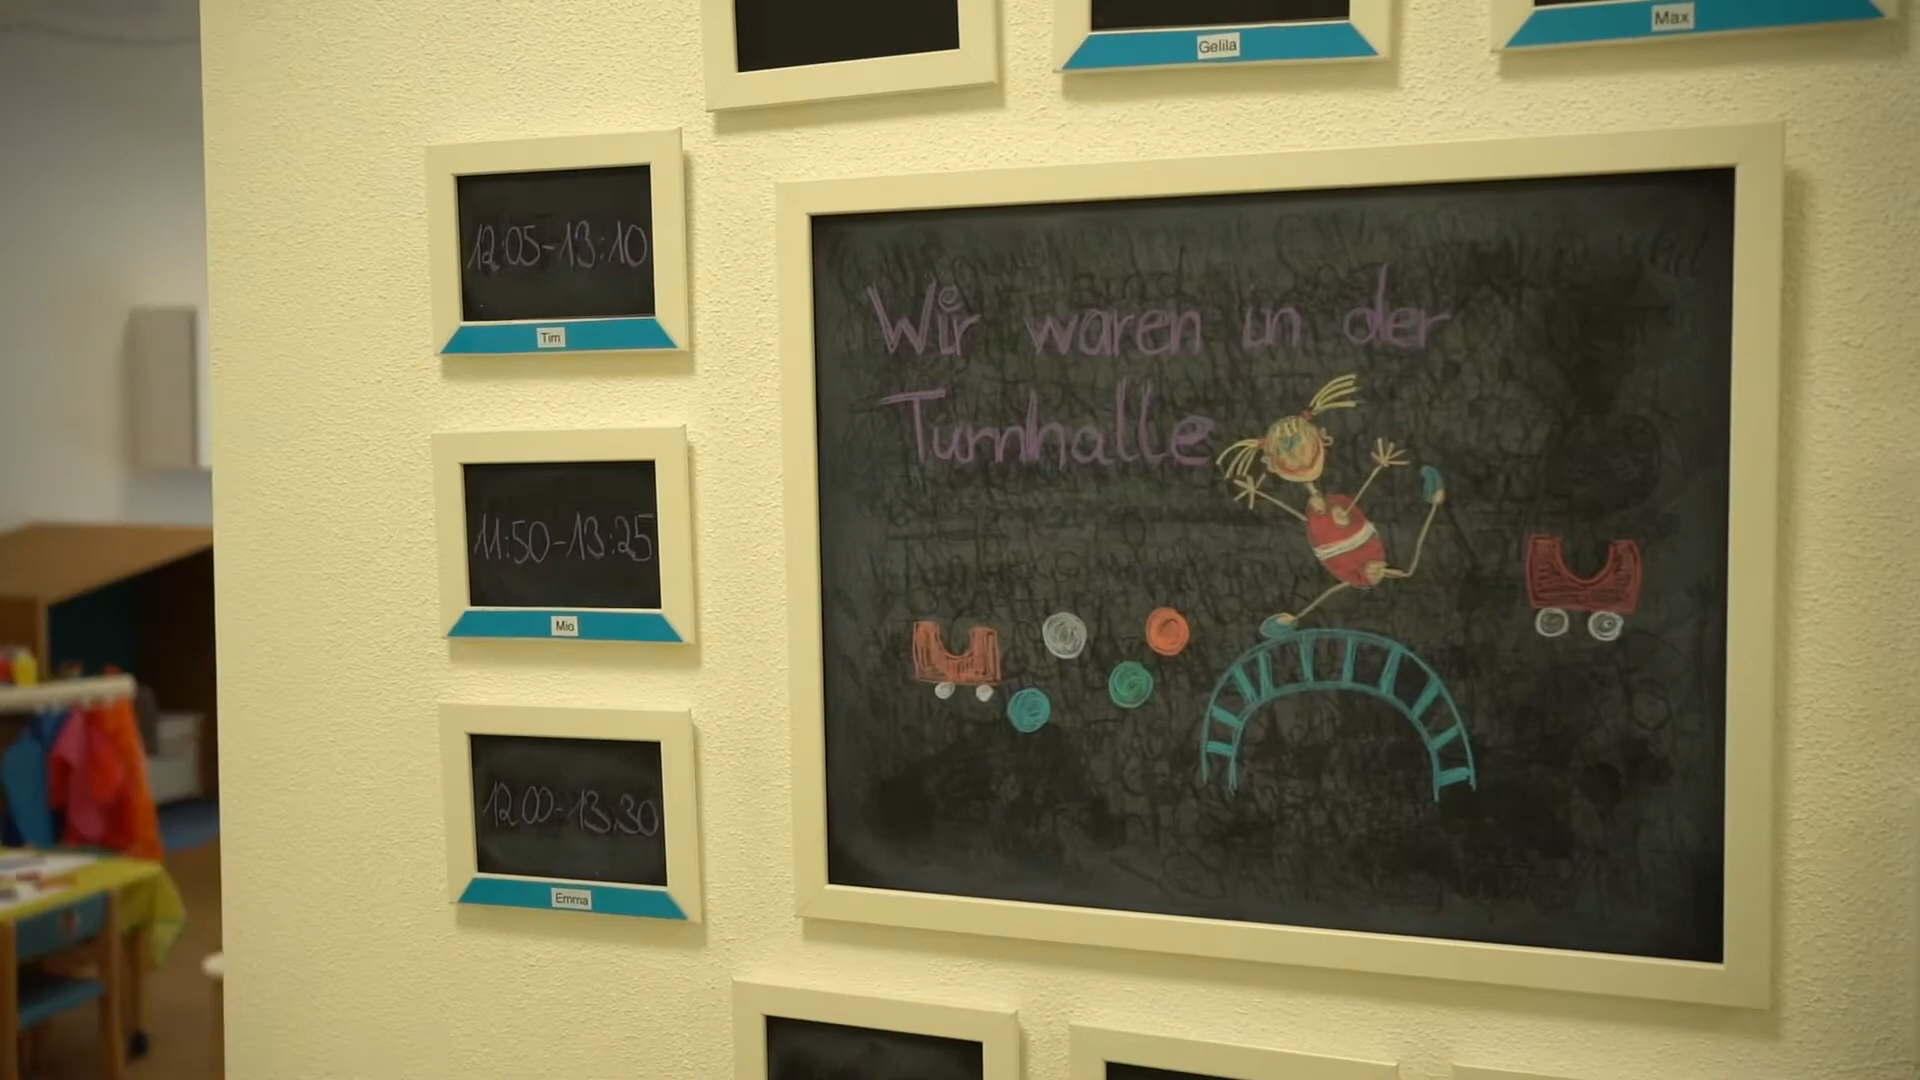 Gelila
Max
12:05-13:10
Tim
11:50-13:25
Mio
12:00-13:30
Emma
Wir waren in der
Turnhalle